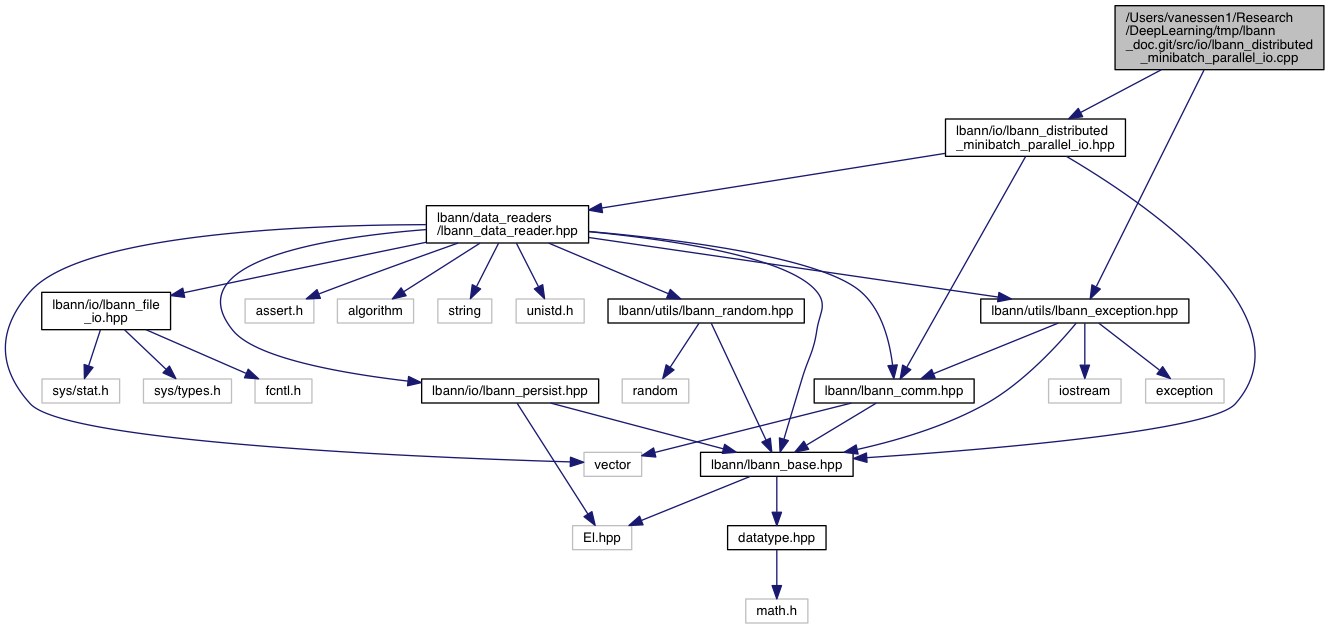 /Users/vanessen1/Research
/DeepLearning/tmp/lbann
_doc.git/src/io/lbann_distributed
_minibatch_parallel_io.cpp
lbann/io/lbann_distributed
_minibatch_parallel_io.hpp
lbann/data_readers
/lbann_data_reader.hpp
lbann/io/lbann_file
_io.hpp
assert.h
algorithm
string
unistd.h
lbann/utils/lbann_random.hpp
lbann/utils/lbann_exception.hpp
sys/stat.h
sys/types.h
fcntl.h
lbann/io/lbann_persist.hpp
random
lbann/lbann_comm.hpp
iostream
exception
vector
lbann/lbann_base.hpp
El.hpp
datatype.hpp
math.h